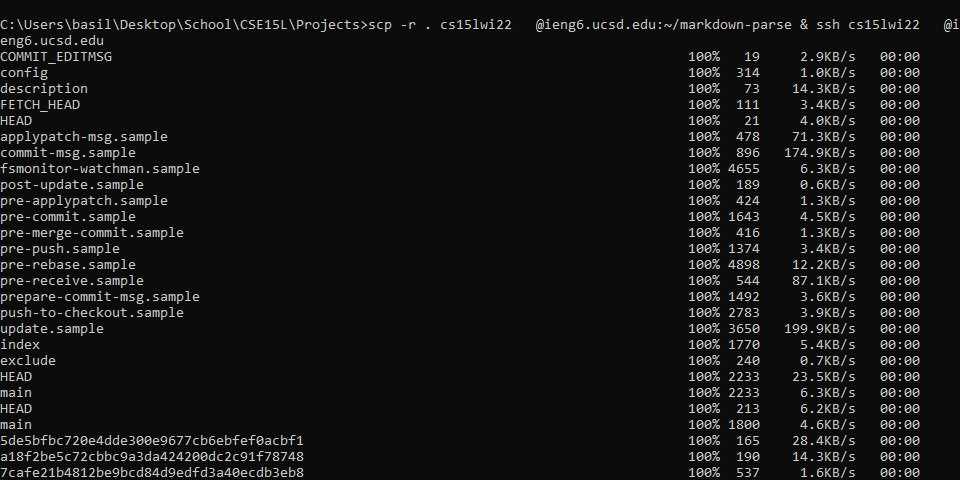 C:\Users\basil\Desktop\School\CSE15L\Projects>scp -r . cs15lwi22   @ieng6.ucsd.edu:~/markdown-parse & ssh cs15lwi22   @i
eng6.ucsd.edu
COMMIT_EDITMSG 100% 19 2.9KB/s 00:00
config 100% 314 1.0KB/s 00:00
description 100% 73 14.3KB/s 00:00
FETCH_HEAD 100% 111 3.4KB/s 00:00
HEAD 100% 21 4.0KB/s 00:00
applypatch-msg.sample 100% 478 71.3KB/s 00:00
commit-msg.sample 100% 896 174.9KB/s 00:00
fsmonitor-watchman.sample 100% 4655 6.3KB/s 00:00
post-update.sample 100% 189 0.6KB/s 00:00
pre-applypatch.sample 100% 424 1.3KB/s 00:00
pre-commit.sample 100% 1643 4.5KB/s 00:00
pre-merge-commit.sample 100% 416 1.3KB/s 00:00
pre-push.sample 100% 1374 3.4KB/s 00:00
pre-rebase.sample 100% 4898 12.2KB/s 00:00
pre-receive.sample 100% 544 87.1KB/s 00:00
prepare-commit-msg.sample 100% 1492 3.6KB/s 00:00
push-to-checkout.sample 100% 2783 3.9KB/s 00:00
update.sample 100% 3650 199.9KB/s 00:00
index 100% 1770 5.4KB/s 00:00
exclude 100% 240 0.7KB/s 00:00
HEAD 100% 2233 23.5KB/s 00:00
main 100% 2233 6.3KB/s 00:00
HEAD 100% 213 6.2KB/s 00:00
main 100% 1800 4.6KB/s 00:00
5de5bfbc720e4dde300e9677cb6ebfef0acbf1 100% 165 28.4KB/s 00:00
a18f2be5c72cbbc9a3da424200dc2c91f78748 100% 190 14.3KB/s 00:00
7cafe21b4812be9bcd84d9edfd3a40ecdb3eb8 100% 537 1.6KB/s 00:00